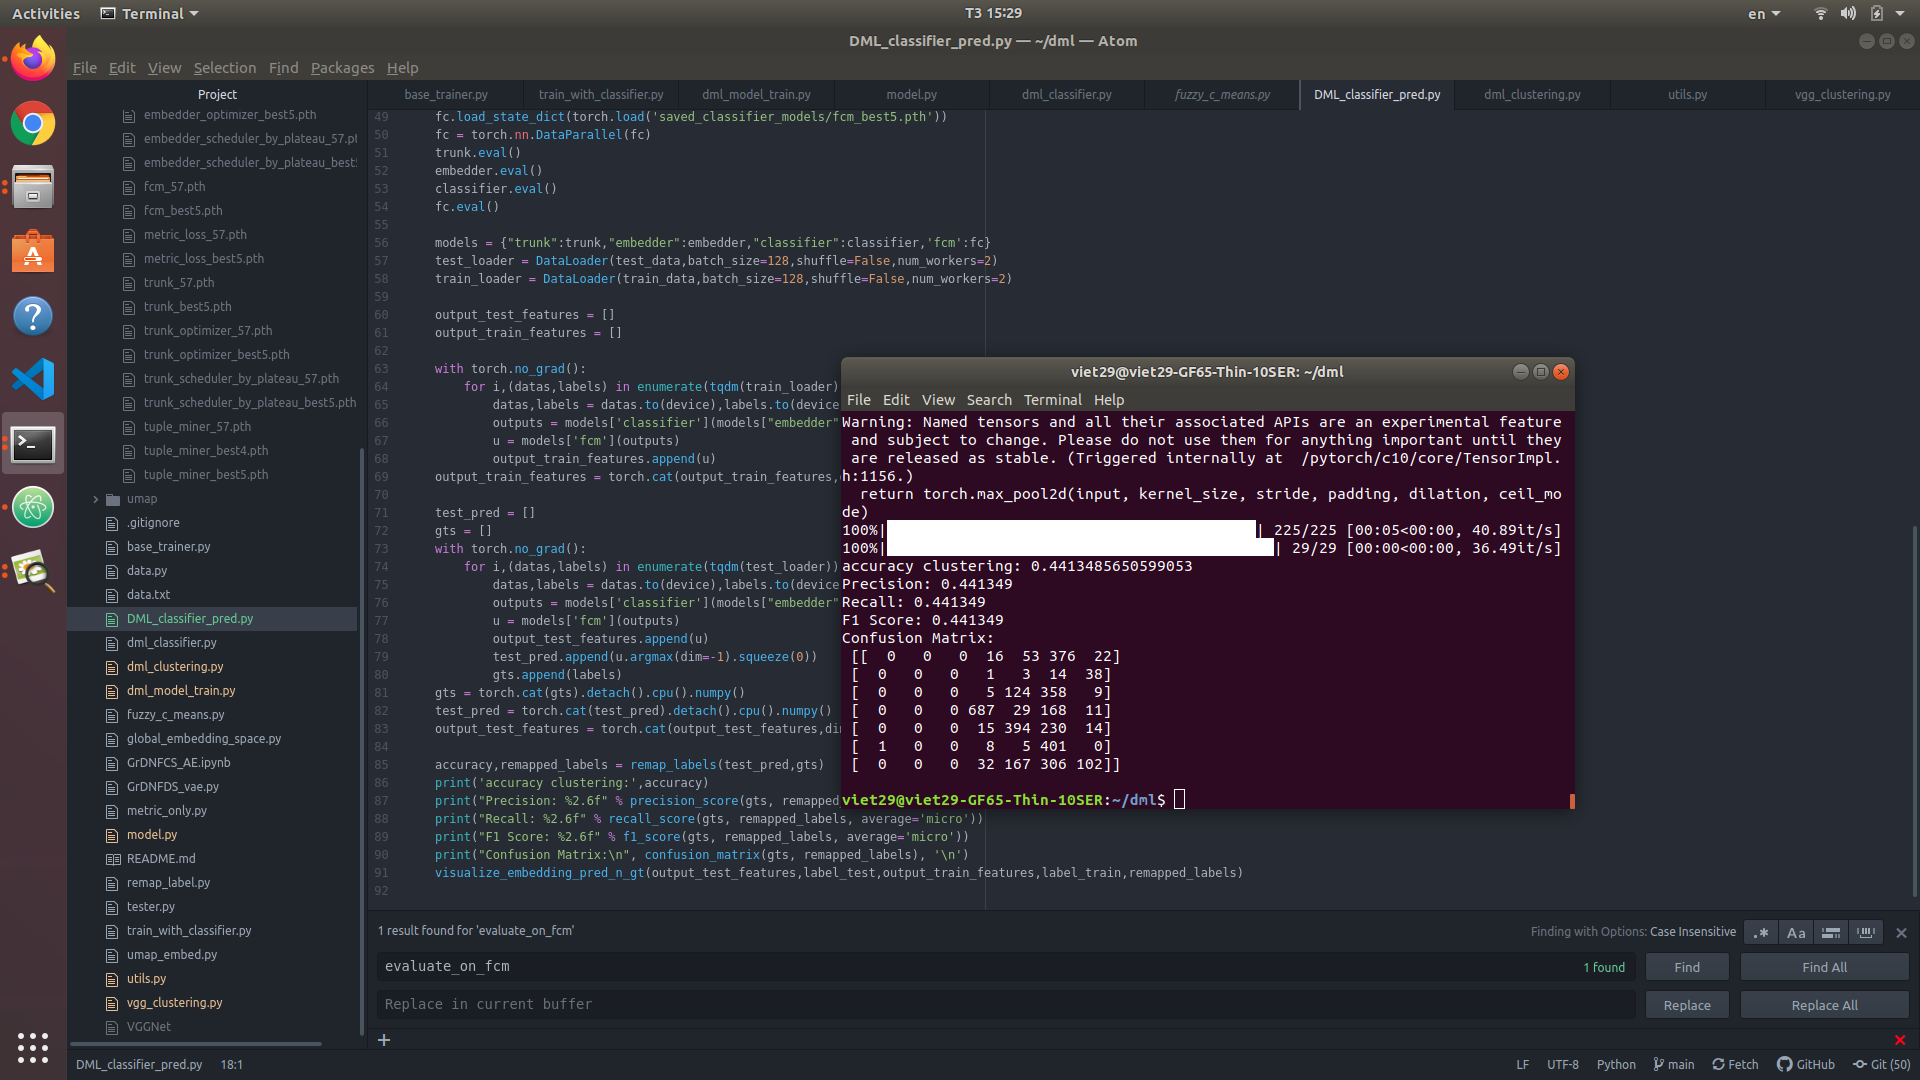 Activities
Terminal
T3 15:29
en
DML_classifier_pred.py — ~/dml — Atom
File Edit View Selection Find Packages Help
Project
embedder_optimizer_best5.pth
embedder_scheduler_by_plateau_57.pt
embedder_scheduler_by_plateau_best5
fcm_57.pth
fcm_best5.pth
metric_loss_57.pth
metric_loss_best5.pth
trunk_57.pth
trunk_best5.pth
trunk_optimizer_57.pth
trunk_optimizer_best5.pth
trunk_scheduler_by_plateau_57.pth
trunk_scheduler_by_plateau_best5.pth
tuple_miner_57.pth
tuple_miner_best4.pth
tuple_miner_best5.pth
umap
.gitignore
base_trainer.py
data.py
data.txt
DML_classifier_pred.py
dml_classifier.py
dml_clustering.py
dml_model_train.py
fuzzy_c_means.py
global_embedding_space.py
GrDNFCS_AE.ipynb
GrDNFDS_vae.py
metric_only.py
model.py
README.md
remap_label.py
tester.py
train_with_classifier.py
umap_embed.py
utils.py
vgg_clustering.py
VGGNet
base_trainer.py train_with_classifier.py dml_model_train.py model.py dml_classifier.py fuzzy_c_means.py DML_classifier_pred.py dml_clustering.py utils.py vgg_clustering.py
49 fc.load_state_dict(torch.load('saved_classifier_models/fcm_best5.pth'))
50 fc = torch.nn.DataParallel(fc)
51 trunk.eval()
52 embedder.eval()
53 classifier.eval()
54 fc.eval()
55
56 models = {"trunk":trunk,"embedder":embedder,"classifier":classifier,'fcm':fc}
57 test_loader = DataLoader(test_data,batch_size=128,shuffle=False,num_workers=2)
58 train_loader = DataLoader(train_data,batch_size=128,shuffle=False,num_workers=2)
59
60 output_test_features = []
61 output_train_features = []
62
63 with torch.no_grad():
64 for i,(datas,labels) in enumerate(tqdm(train_loader)
65 datas,labels = datas.to(device),labels.to(device
66 outputs = models['classifier'](models["embedder"
67 u = models['fcm'](outputs)
68 output_train_features.append(u)
69 output_train_features = torch.cat(output_train_features,
70
71 test_pred = []
72 gts = []
73 with torch.no_grad():
74 for i,(datas,labels) in enumerate(tqdm(test_loader))
75 datas,labels = datas.to(device),labels.to(device
76 outputs = models['classifier'](models["embedder"
77 u = models['fcm'](outputs)
78 output_test_features.append(u)
79 test_pred.append(u.argmax(dim=-1).squeeze(0))
80 gts.append(labels)
81 gts = torch.cat(gts).detach().cpu().numpy()
82 test_pred = torch.cat(test_pred).detach().cpu().numpy()
83 output_test_features = torch.cat(output_test_features,di
84
85 accuracy,remapped_labels = remap_labels(test_pred,gts)
86 print('accuracy clustering:',accuracy)
87 print("Precision: %2.6f" % precision_score(gts, remapped
88 print("Recall: %2.6f" % recall_score(gts, remapped_labels, average='micro'))
89 print("F1 Score: %2.6f" % f1_score(gts, remapped_labels, average='micro'))
90 print("Confusion Matrix:\n", confusion_matrix(gts, remapped_labels), '\n')
91 visualize_embedding_pred_n_gt(output_test_features,label_test,output_train_features,label_train,remapped_labels)
92
viet29@viet29-GF65-Thin-10SER: ~/dml
File Edit View Search Terminal Help
Warning: Named tensors and all their associated APIs are an experimental feature
and subject to change. Please do not use them for anything important until they
are released as stale. (Triggered internally at /pytorch/c10/core/TensorImpl.
h:1156.)
return torch.max_pool2d(input, kernel_size, stride, padding, dilation, ceil_mo
de)
100%| | 225/225 [00:05<00:00, 40.89it/s]
100%| | 29/29 [00:00<00:00, 36.49it/s]
accuracy clustering: 0.4413485650599053
Precision: 0.441349
Recall: 0.441349
F1 Score: 0.441349
Confusion Matrix:
[[ 0 0 0 16 53 376 22]
[ 0 0 0 1 3 14 38]
[ 0 0 0 5 124 358 9]
[ 0 0 0 687 29 168 11]
[ 0 0 0 15 394 230 14]
[ 1 0 0 8 5 401 0]
[ 0 0 0 32 167 306 102]]
viet29@viet29-GF65-Thin-10SER:~/dml$
1 result found for 'evaluate_on_fcm'
Finding with Options: Case Insensitive
.* Aa
evaluate_on_fcm
1 found
Find
Find All
Replace in current buffer
Replace
Replace All
DML_classifier_pred.py 18:1
LF UTF-8 Python main Fetch GitHub Git (50)